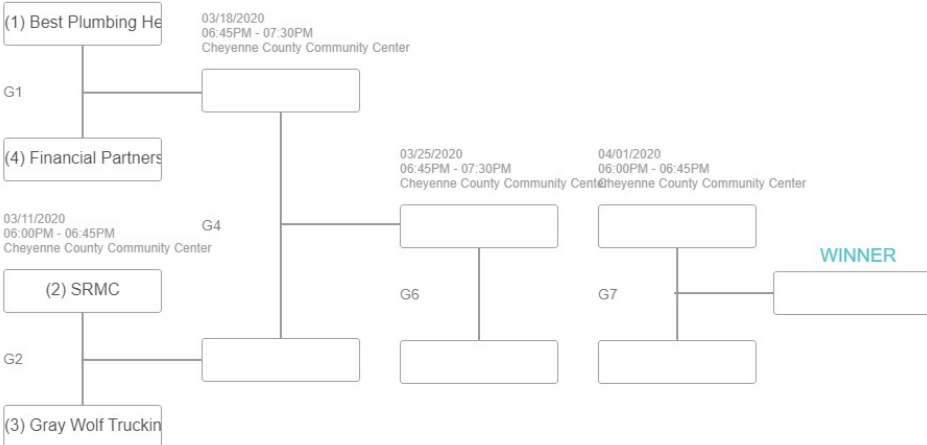 (1) Best Plumbing He
03/18/2020
06:45PM - 07:30PM
Cheyenne County Community Center
G1
(4) Financial Partners
03/25/2020
06:45PM - 07:30PM
Cheyenne County Community Center
04/01/2020
06:00PM - 06:45PM
Cheyenne County Community Center
03/11/2020
06:00PM - 06:45PM
Cheyenne County Community Center
G4
WINNER
(2) SRMC
G6
G7
G2
(3) Gray Wolf Truckin